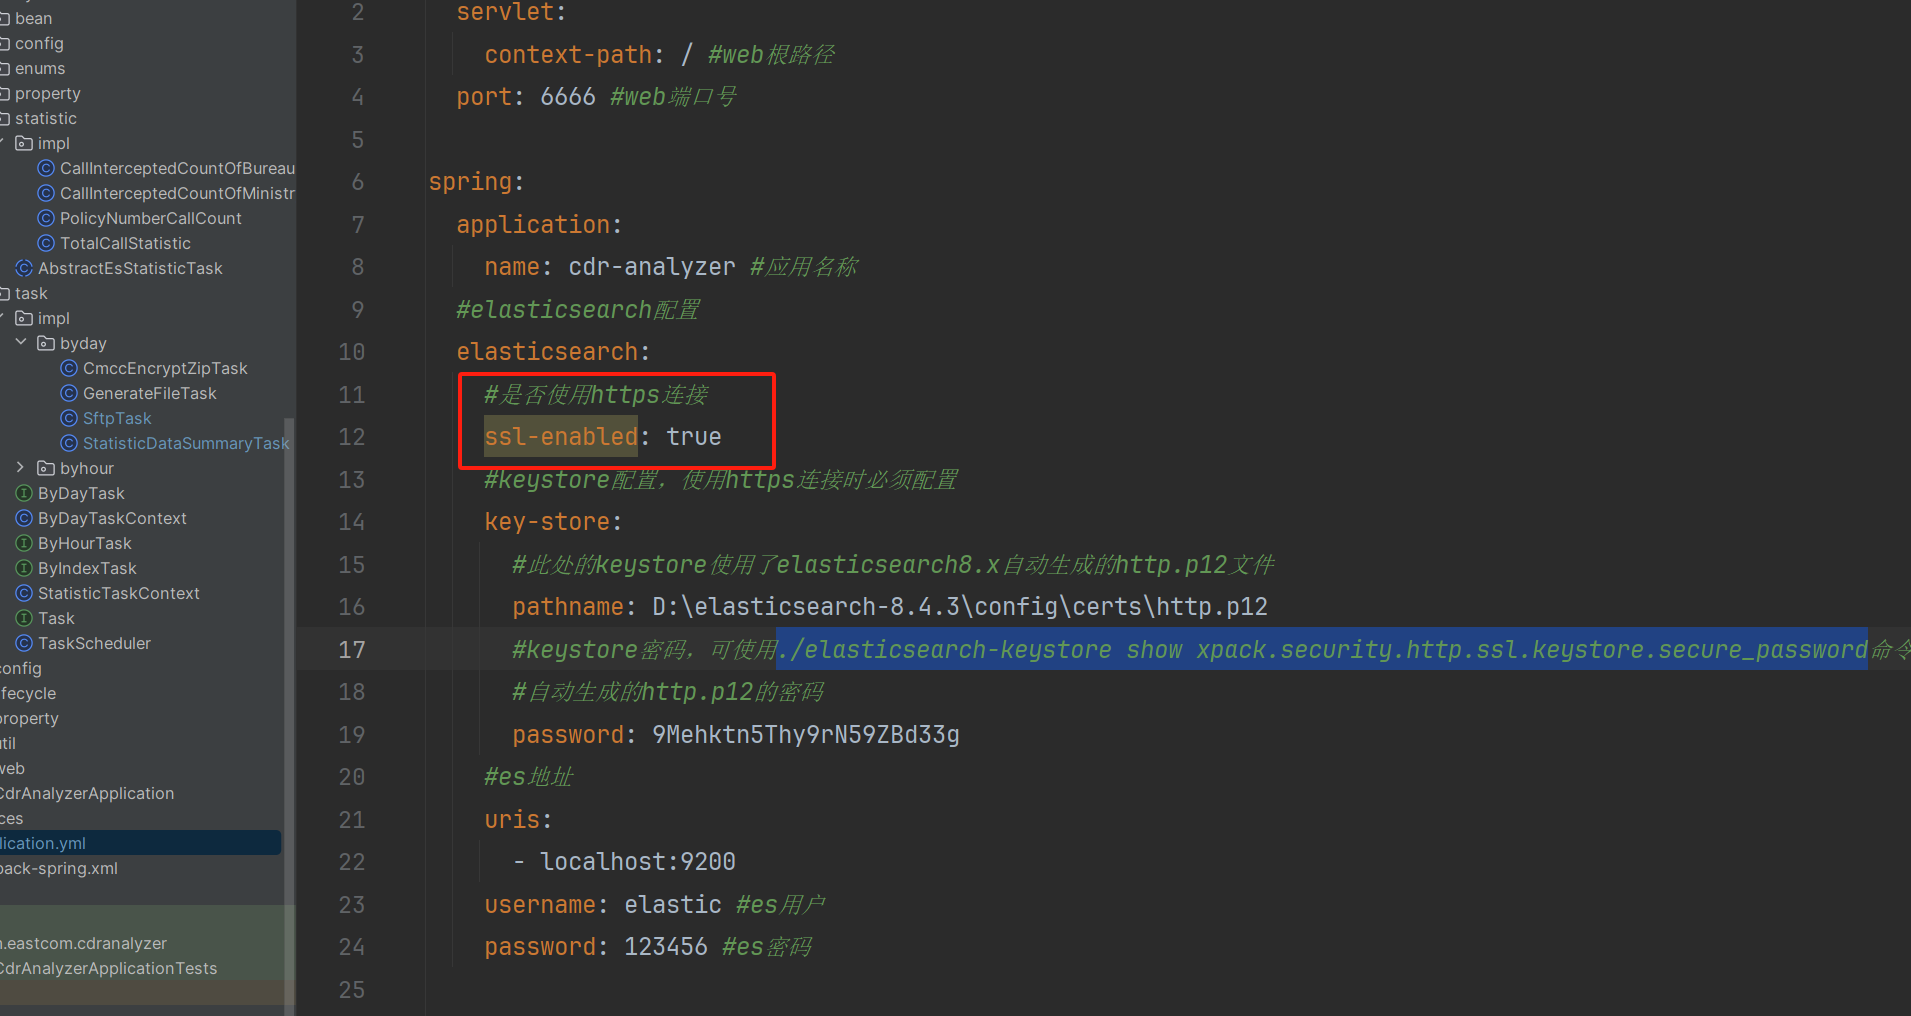 bean
config
enums
property
statistic
impl
CallInterceptedCountOfBureau
CallInterceptedCountOfMinistr
PolicyNumberCallCount
TotalCallStatistic
AbstractEsStatisticTask
task
impl
byday
CmccEncryptZipTask
GenerateFileTask
SftpTask
StatisticDataSummaryTask
byhour
ByDayTask
ByDayTaskContext
ByHourTask
ByIndexTask
StatisticTaskContext
Task
TaskScheduler
config
fecycle
property
til
web
CdrAnalyzerApplication
ces
lication.yml
back-spring.xml
.eastcom.cdranalyzer
CdrAnalyzerApplicationTests
2 servlet:
3 context-path: / #web根路径
4 port: 6666 #web端口号
5
6 spring:
7 application:
8 name: cdr-analyzer #应用名称
9 #elasticsearch配置
10 elasticsearch:
11 #是否使用https连接
12 ssl-enabled: true
13 #keystore配置，使用https连接时必须配置
14 key-store:
15 #此处的keystore使用了elasticsearch8.x自动生成的http.p12文件
16 pathname: D:\elasticsearch-8.4.3\config\certs\http.p12
17 #keystore密码，可使用./elasticsearch-keystore show xpack.security.http.ssl.keystore.secure_password命令
18 #自动生成的http.p12的密码
19 password: 9Mehktn5Thy9rN59ZBd33g
20 #es地址
21 uris:
22 - localhost:9200
23 username: elastic #es用户
24 password: 123456 #es密码
25